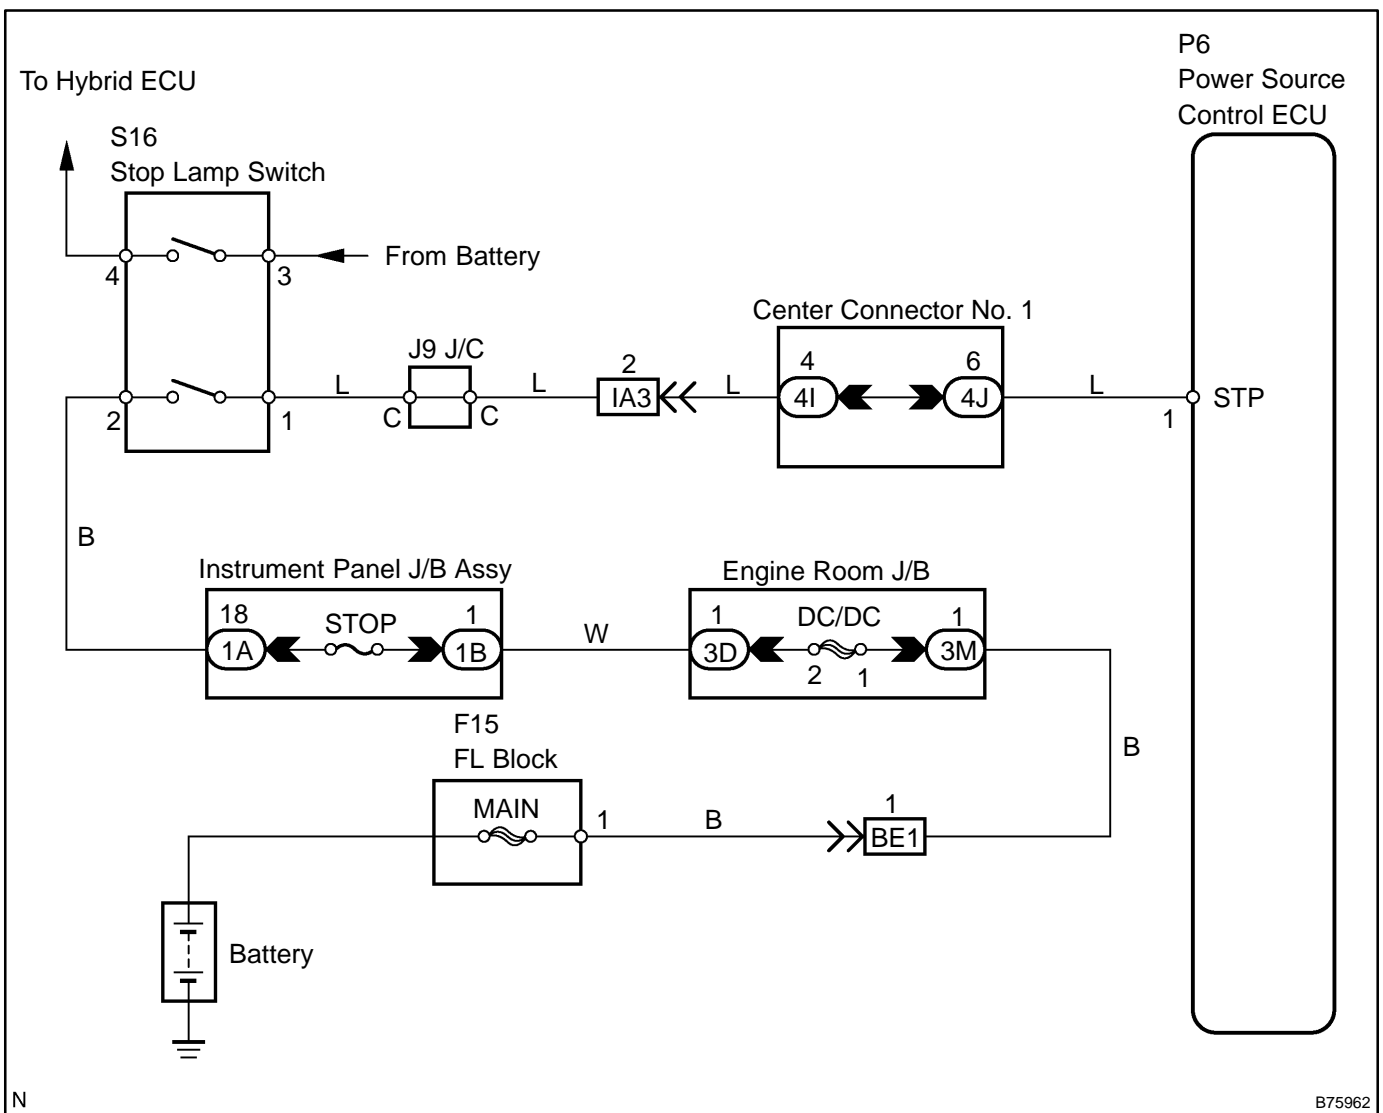 P6
Power Source
Control ECU
To Hybrid ECU
S16
Stop Lamp Switch
From Battery
4
3
Center Connector No. 1
J9 J/C
2
4
6
L
L
IA3
L
4I
4J
L
STP
2
1
C
C
1
B
Instrument Panel J/B Assy
Engine Room J/B
18
STOP
1
W
1
DC/DC
1
1A
1B
3D
3M
2
1
F15
FL Block
B
MAIN
1
B
1
BE1
Battery
N
B75962